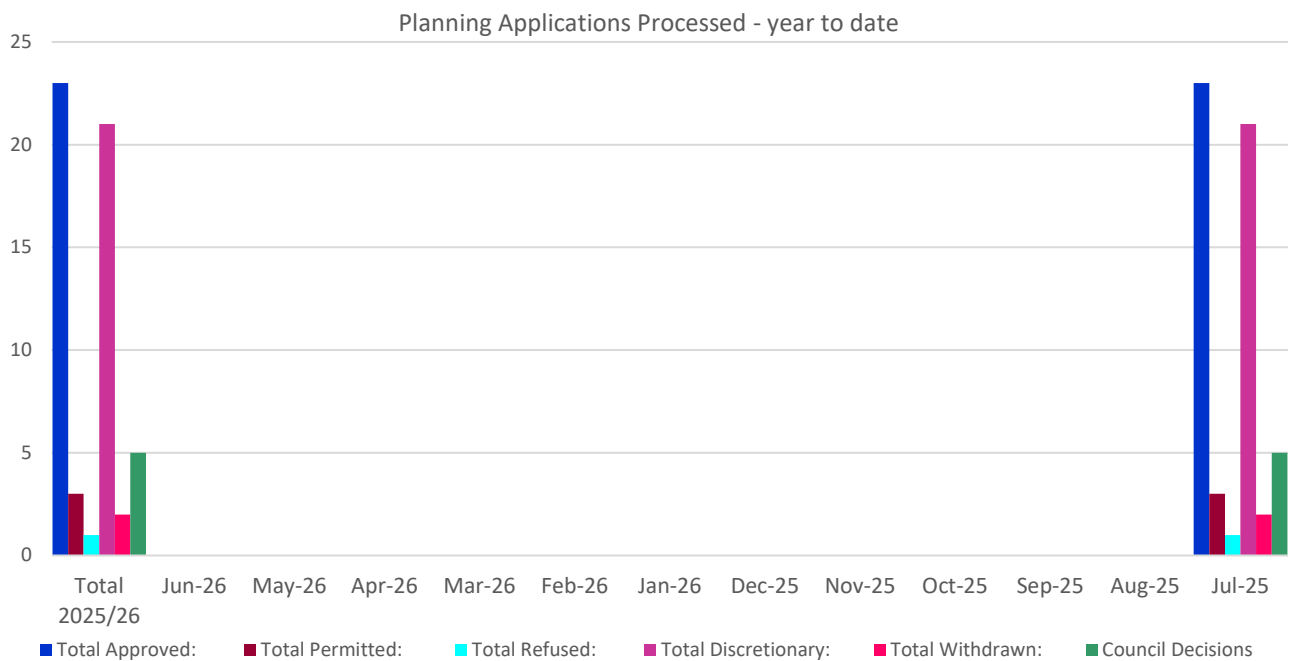 Planning Applications Processed - year to date
25
20
15
10
5
0
Total 2025/26 Jun-26 May-26 Apr-26 Mar-26 Feb-26 Jan-26 Dec-25 Nov-25 Oct-25 Sep-25 Aug-25 Jul-25
Total Approved: Total Permitted: Total Refused: Total Discretionary: Total Withdrawn: Council Decisions